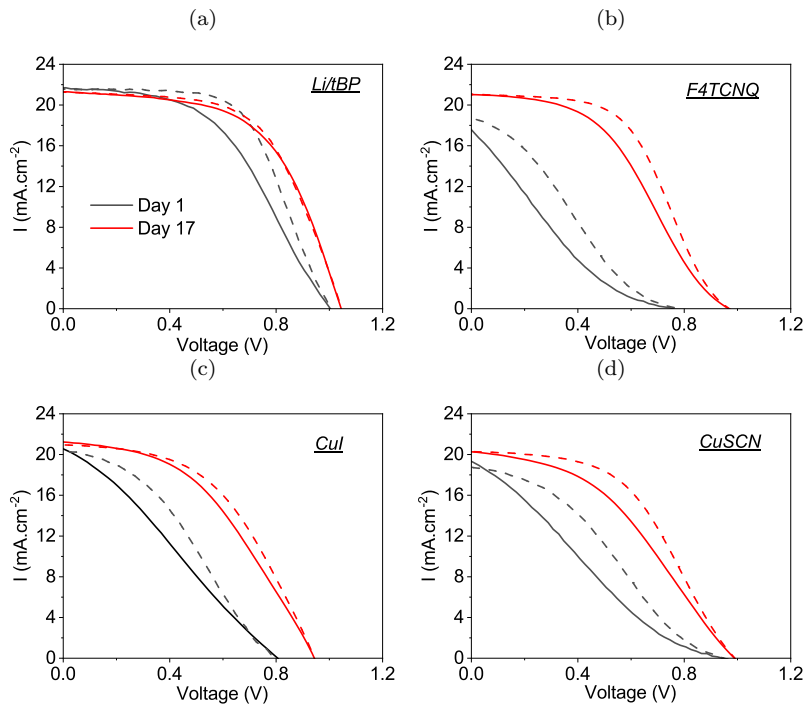 (a)
Li/tBP
24
20
16
12
8
4
0
I (mA.cm-2)
Day 1
Day 17
0.0 0.4 0.8 1.2
Voltage (V)
(b)
F4TCNQ
24
20
16
12
8
4
0
I (mA.cm-2)
0.0 0.4 0.8 1.2
Voltage (V)
(c)
CuI
24
20
16
12
8
4
0
I (mA.cm-2)
0.0 0.4 0.8 1.2
Voltage (V)
(d)
CuSCN
24
20
16
12
8
4
0
I (mA.cm-2)
0.0 0.4 0.8 1.2
Voltage (V)